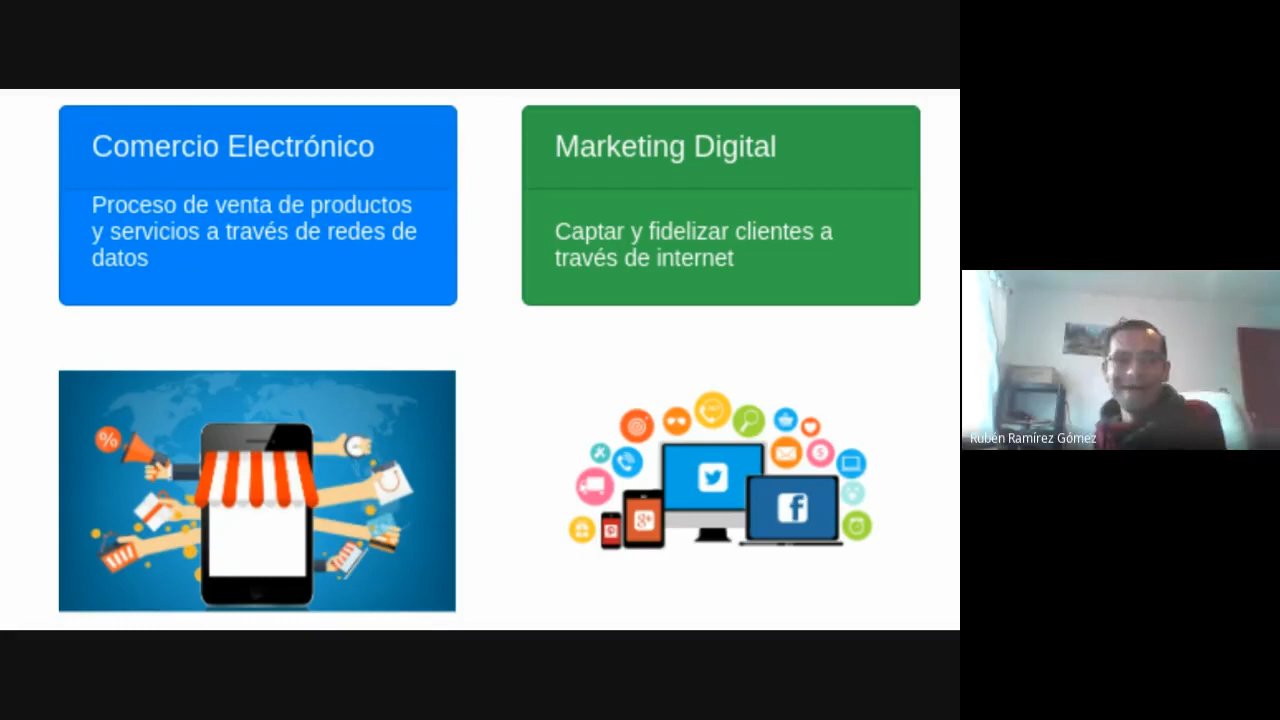 Comercio Electrónico
Proceso de venta de productos
y servicios a través de redes de
datos
Marketing Digital
Captar y fidelizar clientes a
través de internet
%
g+
f
$
Rubén Ramírez Gómez